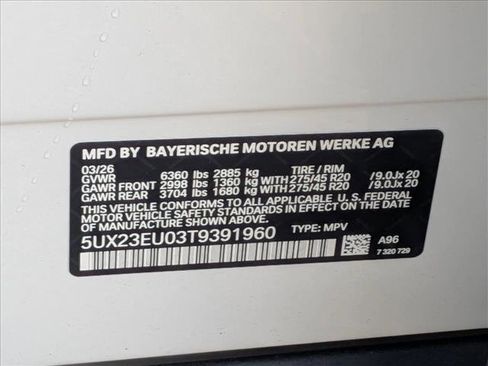 MFD BY BAYERISCHE MOTOREN WERKE AG
03/26 TIRE / RIM
GVWR 6360 lbs 2885 kg
GAWR FRONT 2998 lbs 1360 kg WITH 275/45 R20 /9.0Jx 20
GAWR REAR 3704 lbs 1680 kg WITH 275/45 R20 /9.0Jx 20
THIS VEHICLE CONFORMS TO ALL APPLICABLE U.S. FEDERAL
MOTOR VEHICLE SAFETY STANDARDS IN EFFECT ON THE
DATE OF MANUFACTURE SHOWN ABOVE.
5UX23EU03T9391960 TYPE: MPV
A96
7 320 729